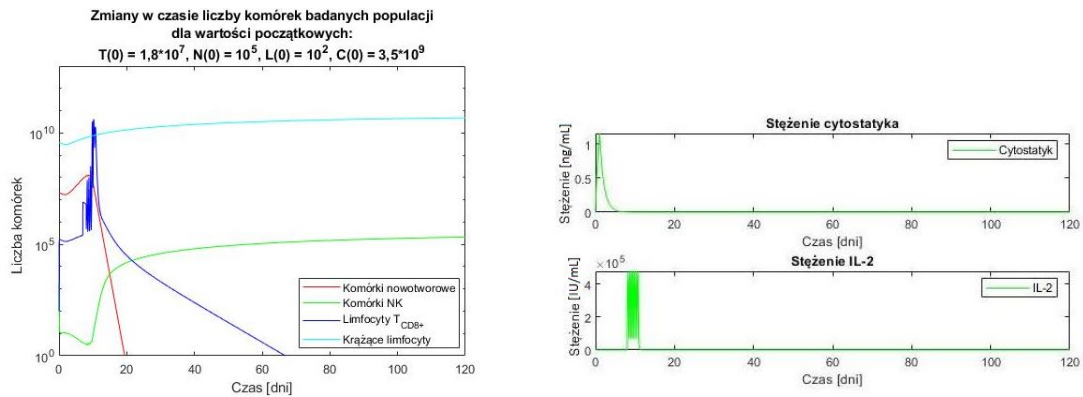 Zmiany w czasie liczby komórek badanych populacji
dla wartości początkowych:
T(0) = 1,8*10^7, N(0) = 10^5, L(0) = 10^2, C(0) = 3,5*10^9
Liczba komórek
10^10
10^5
10^0
0 20 40 60 80 100 120
Czas [dni]
Komórki nowotworowe
Komórki NK
Limfocyty T_CD8+
Krążące limfocyty
Stężenie cytostatyka
Stężenie [ng/mL]
1
0.5
0
Cytostatyk
0 20 40 60 80 100 120
Czas [dni]
Stężenie IL-2
× 10^5
Stężenie [IU/mL]
4
2
0
IL-2
0 20 40 60 80 100 120
Czas [dni]